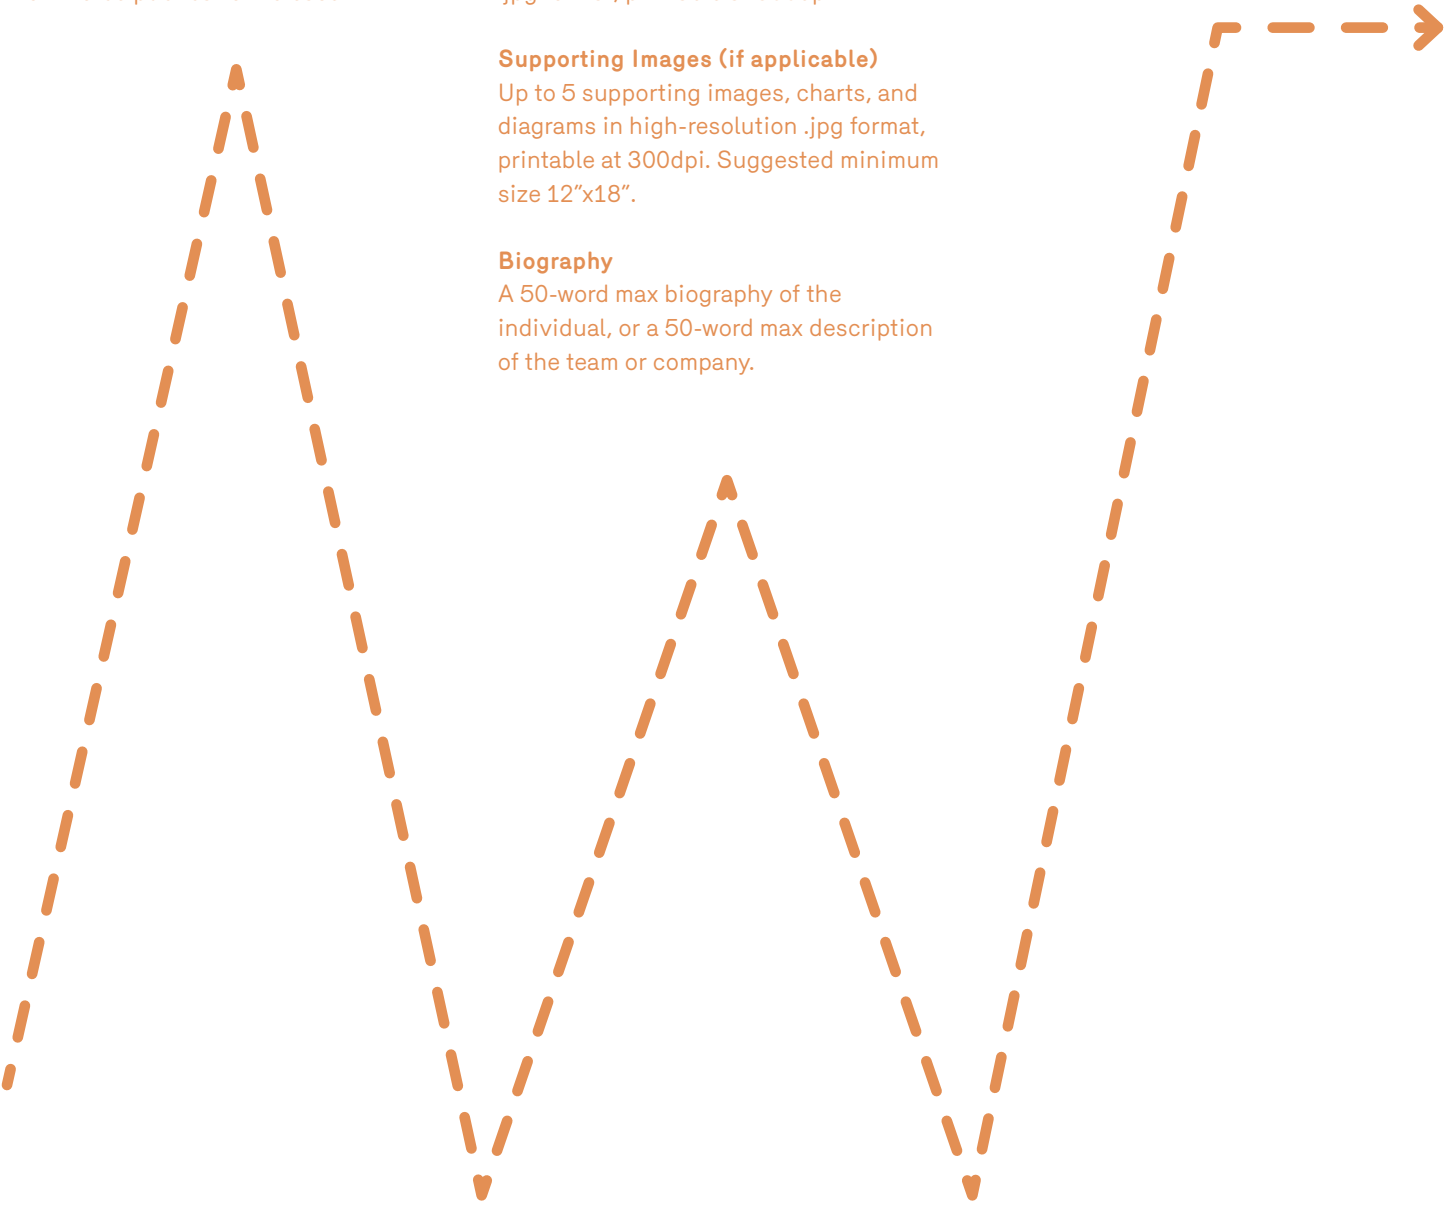 Supporting Images (if applicable)
Up to 5 supporting images, charts, and
diagrams in high-resolution .jpg format,
printable at 300dpi. Suggested minimum
size 12”x18”.
Biography
A 50-word max biography of the
individual, or a 50-word max description
of the team or company.